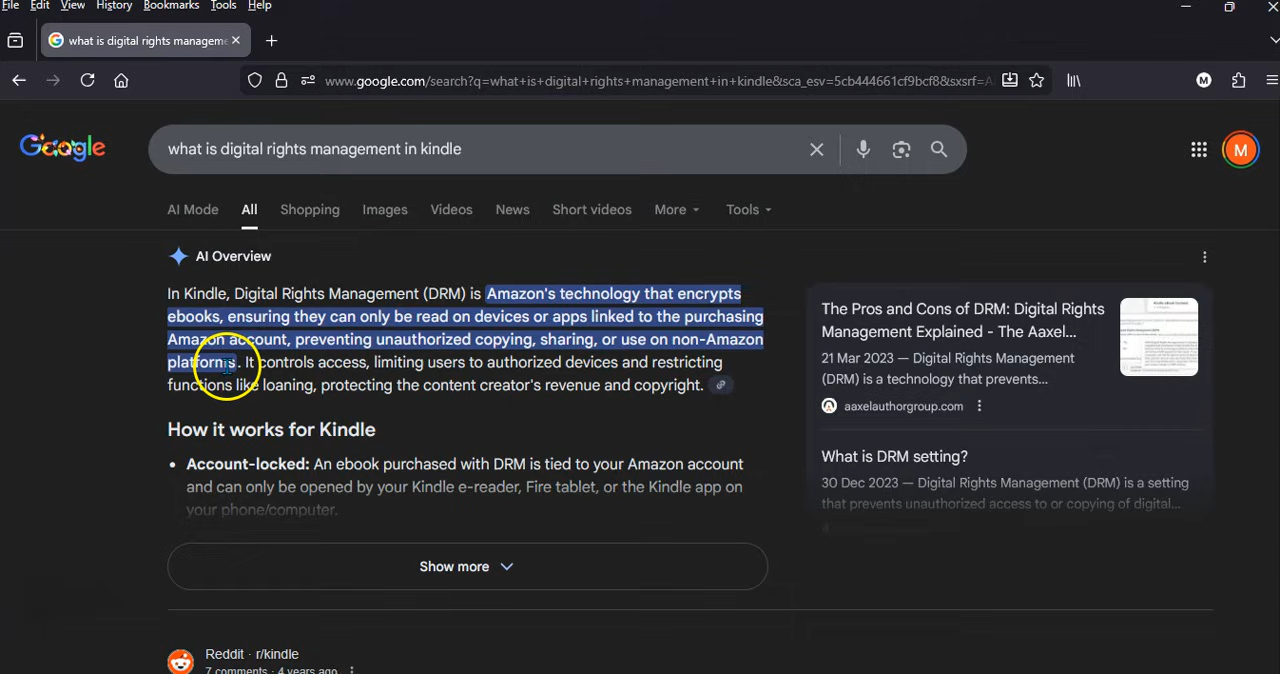 File Edit View History Bookmarks Tools Help
what is digital rights manageme
www.google.com/search?q=what+is+digital+rights+management+in+kindle&sca_esv=5cb444661cf9bcf8&sxsrf=A
M
Google
what is digital rights management in kindle
M
AI Mode All Shopping Images Videos News Short videos More Tools
AI Overview
In Kindle, Digital Rights Management (DRM) is Amazon's technology that encrypts
ebooks, ensuring they can only be read on devices or apps linked to the purchasing
Amazon account, preventing unauthorized copying, sharing, or use on non-Amazon
platforms. It controls access, limiting users to authorized devices and restricting
functions like loaning, protecting the content creator's revenue and copyright.
How it works for Kindle
• Account-locked: An ebook purchased with DRM is tied to your Amazon account
and can only be opened by your Kindle e-reader, Fire tablet, or the Kindle app on
your phone/computer.
Show more
The Pros and Cons of DRM: Digital Rights
Management Explained - The Aaxel...
21 Mar 2023 — Digital Rights Management
(DRM) is a technology that prevents...
aaxelauthorgroup.com
What is DRM setting?
30 Dec 2023 — Digital Rights Management (DRM) is a setting
that prevents unauthorized access to or copying of digital...
Reddit · r/kindle
7 comments · 4 years ago